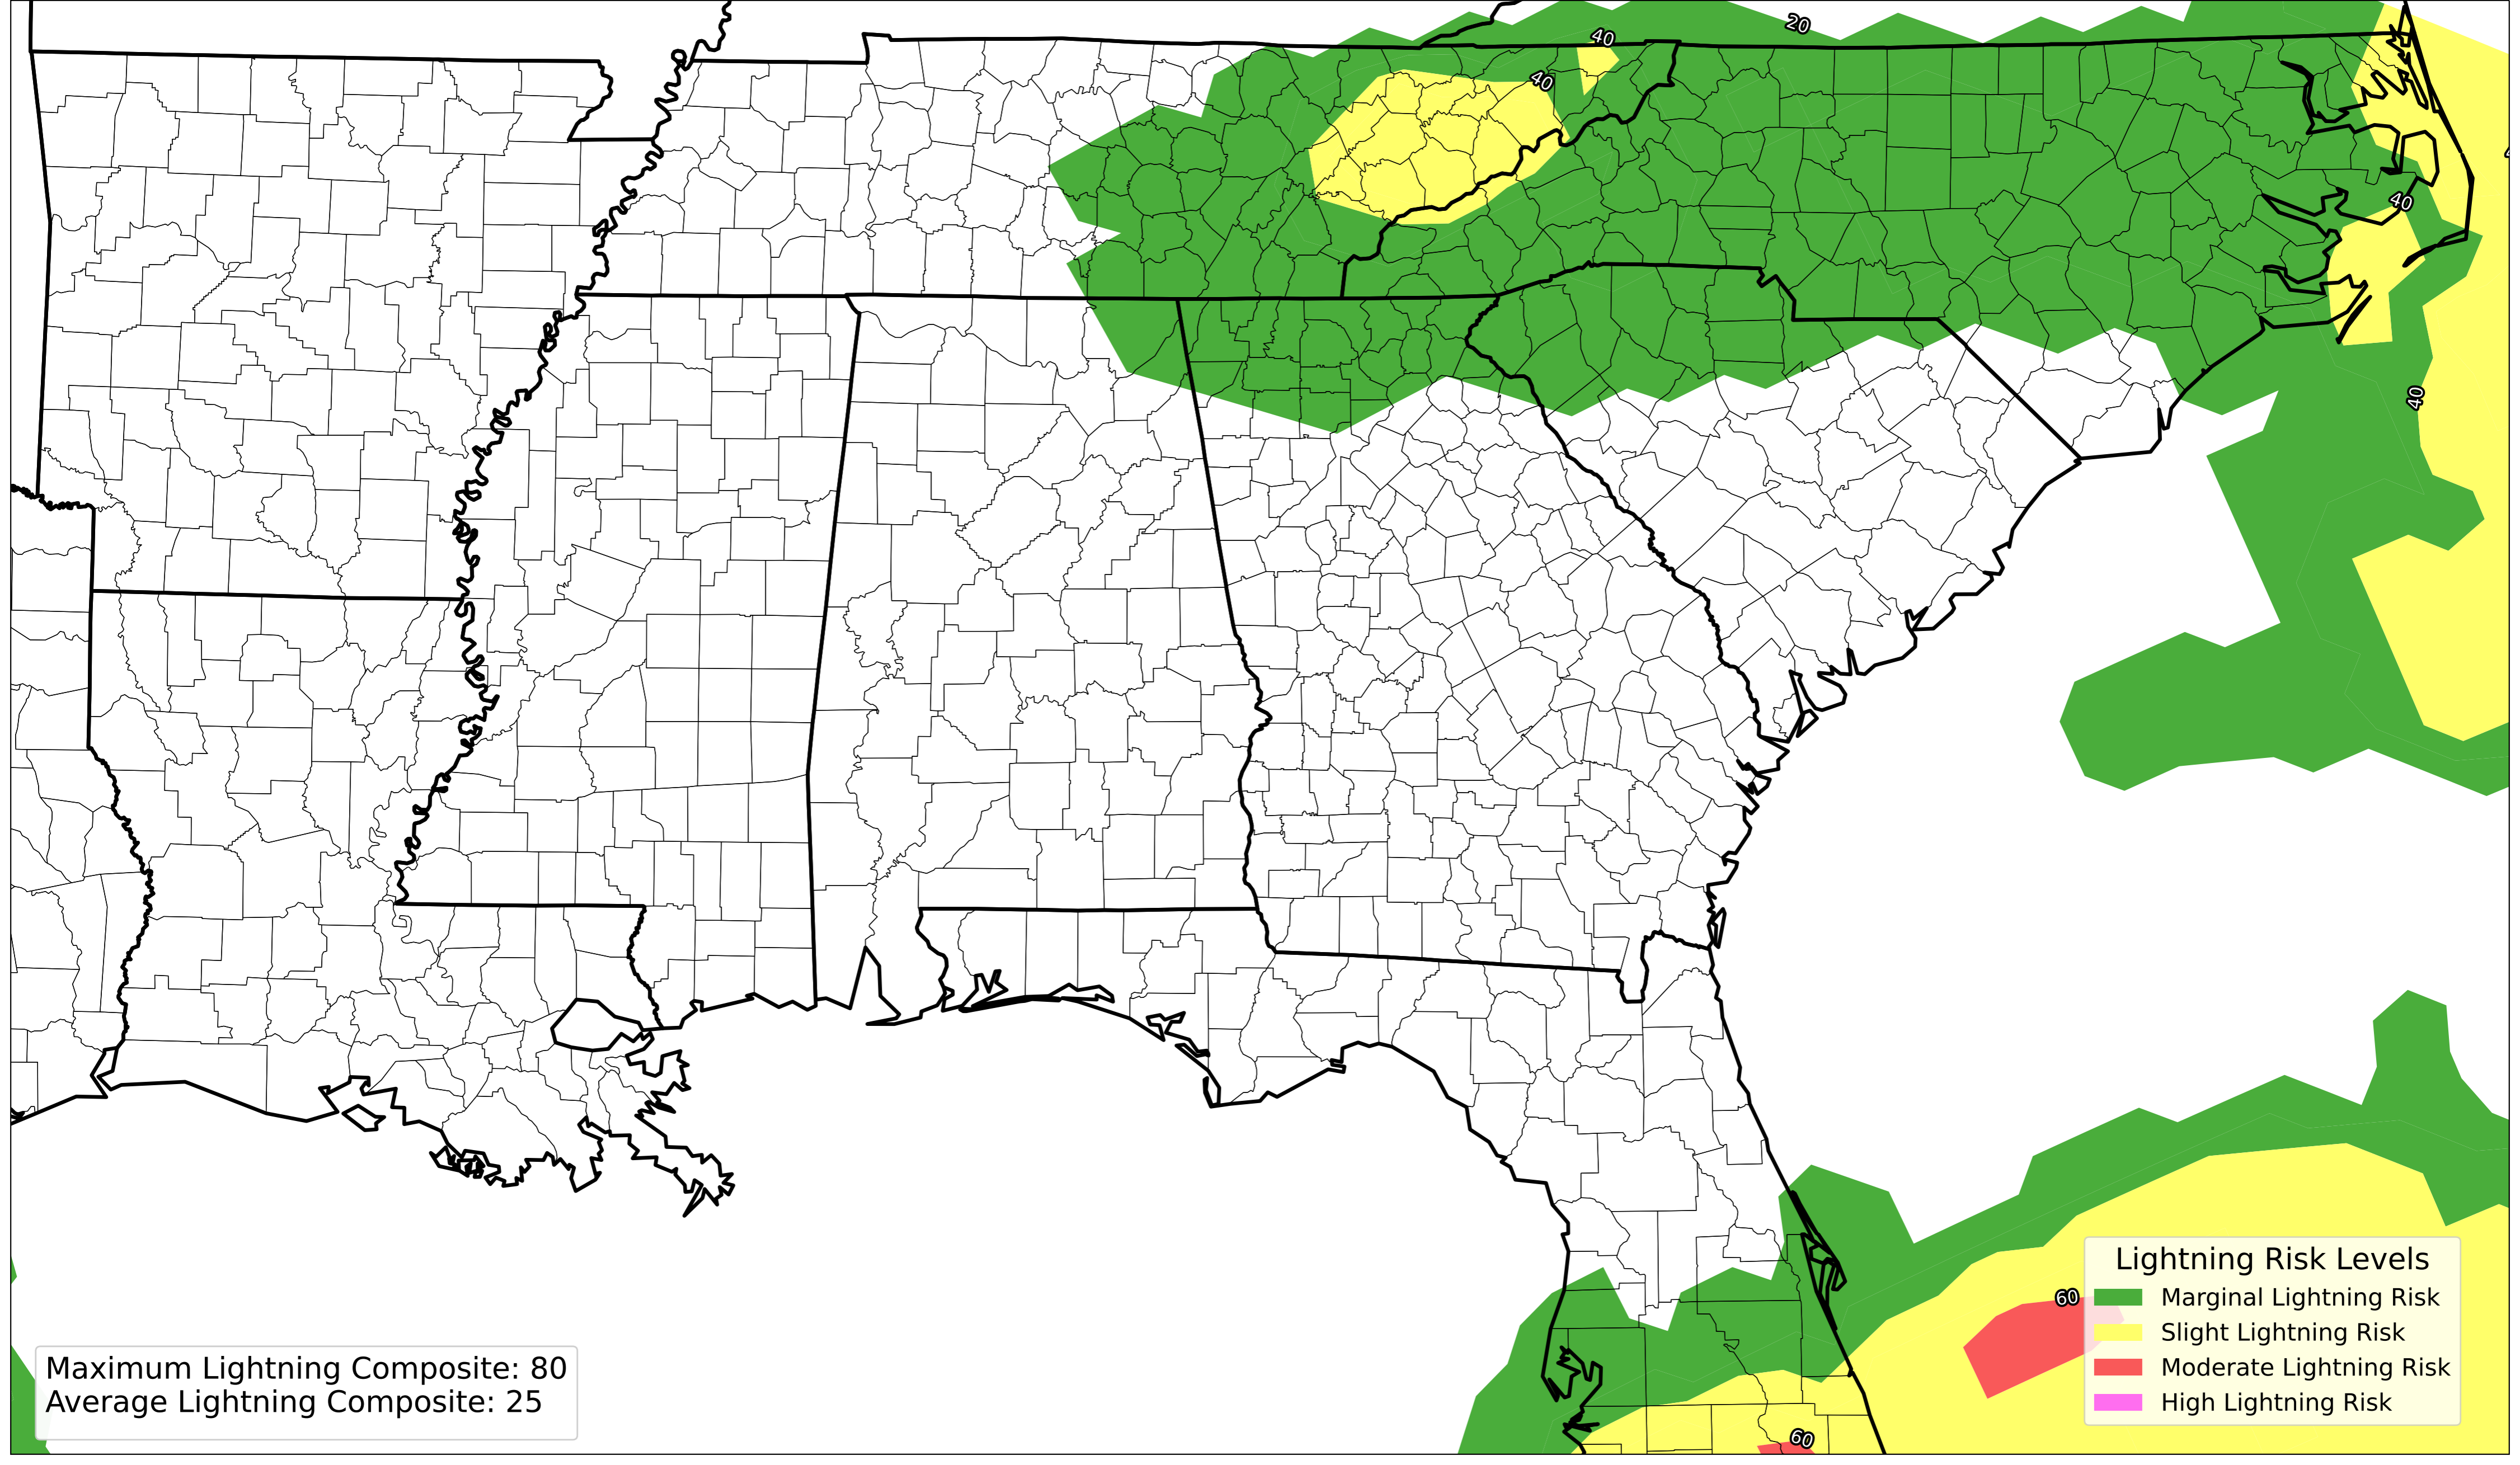 40
20
40
40
40
60
60
Lightning Risk Levels
Marginal Lightning Risk
Slight Lightning Risk
Moderate Lightning Risk
High Lightning Risk
Maximum Lightning Composite: 80
Average Lightning Composite: 25